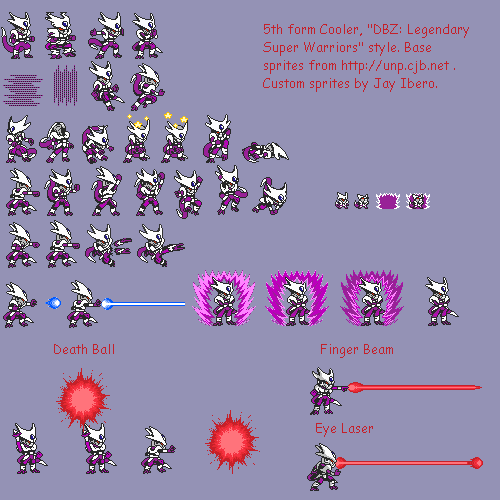 5th form Cooler, "DBZ: Legendary
Super Warriors" style. Base
sprites from http://unp.cjb.net .
Custom sprites by Jay Ibero.
Death Ball
Finger Beam
Eye Laser